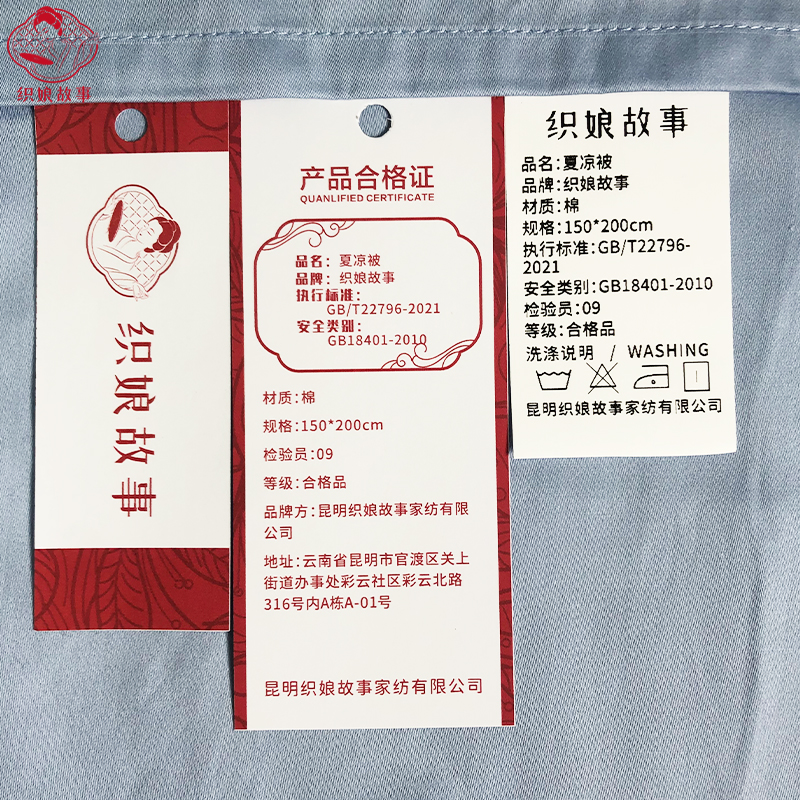 织娘故事
织娘故事
产品合格证
QUANLIFIED CERTIFICATE
品名：夏凉被
品牌：织娘故事
执行标准：
GB/T22796-2021
安全类别：
GB18401-2010
材质:棉
规格:150*200cm
检验员:09
等级:合格品
品牌方:昆明织娘故事家纺有限
公司
地址:云南省昆明市官渡区关上
街道办事处彩云社区彩云北路
316号内A栋A-01号
昆明织娘故事家纺有限公司
织娘故事
品名:夏凉被
品牌:织娘故事
材质:棉
规格:150*200cm
执行标准:GB/T22796-
2021
安全类别:GB18401-2010
检验员:09
等级:合格品
洗涤说明 / WASHING
昆明织娘故事家纺有限公司